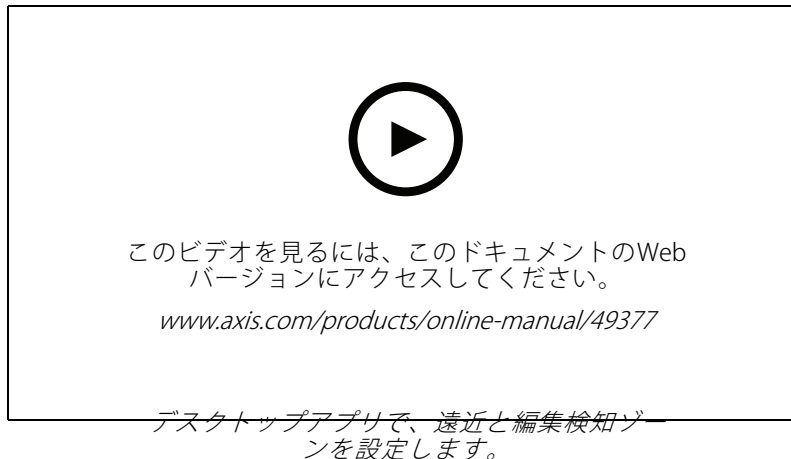 このビデオを見るには、このドキュメントのWeb
バージョンにアクセスしてください。
www.axis.com/products/online-manual/49377
デスクトップアプリで、遠近と編集検知ゾー
ンを設定します。